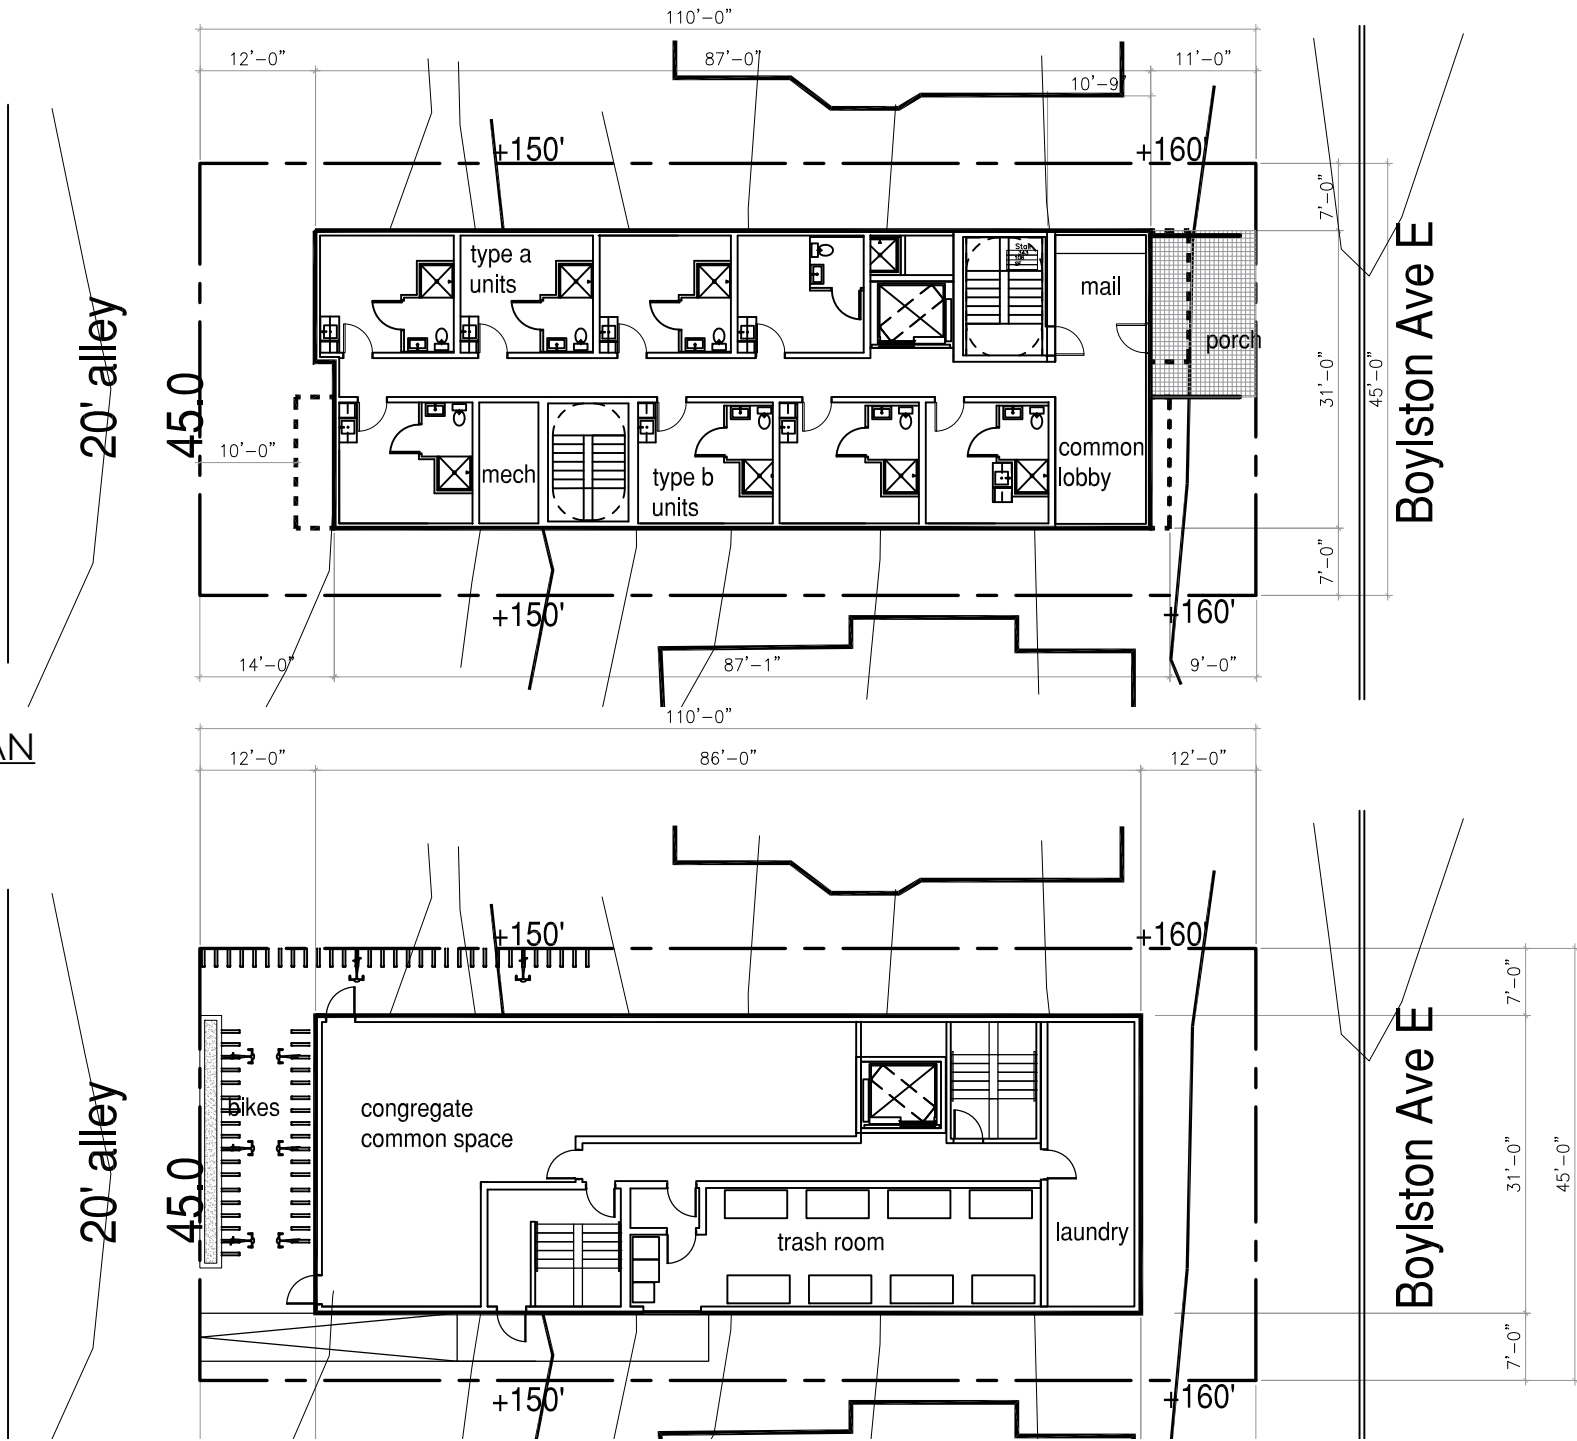 110'-0"
12'-0"
87'-0"
11'-0"
10'-9
+150'
+160'
7'-0"
type a
units
mail
porch
Boylston Ave E
20' alley
45.0
31'-0"
45'-0"
10'-0"
mech
type b
units
common
lobby
7'-0"
+150'
+160'
14'-0"
87'-1"
9'-0"
110'-0"
AN
12'-0"
86'-0"
12'-0"
+150'
+160'
7'-0"
20' alley
45.0
bikes
congregate
common space
Boylston Ave E
31'-0"
45'-0"
trash room
laundry
7'-0"
+150'
+160'